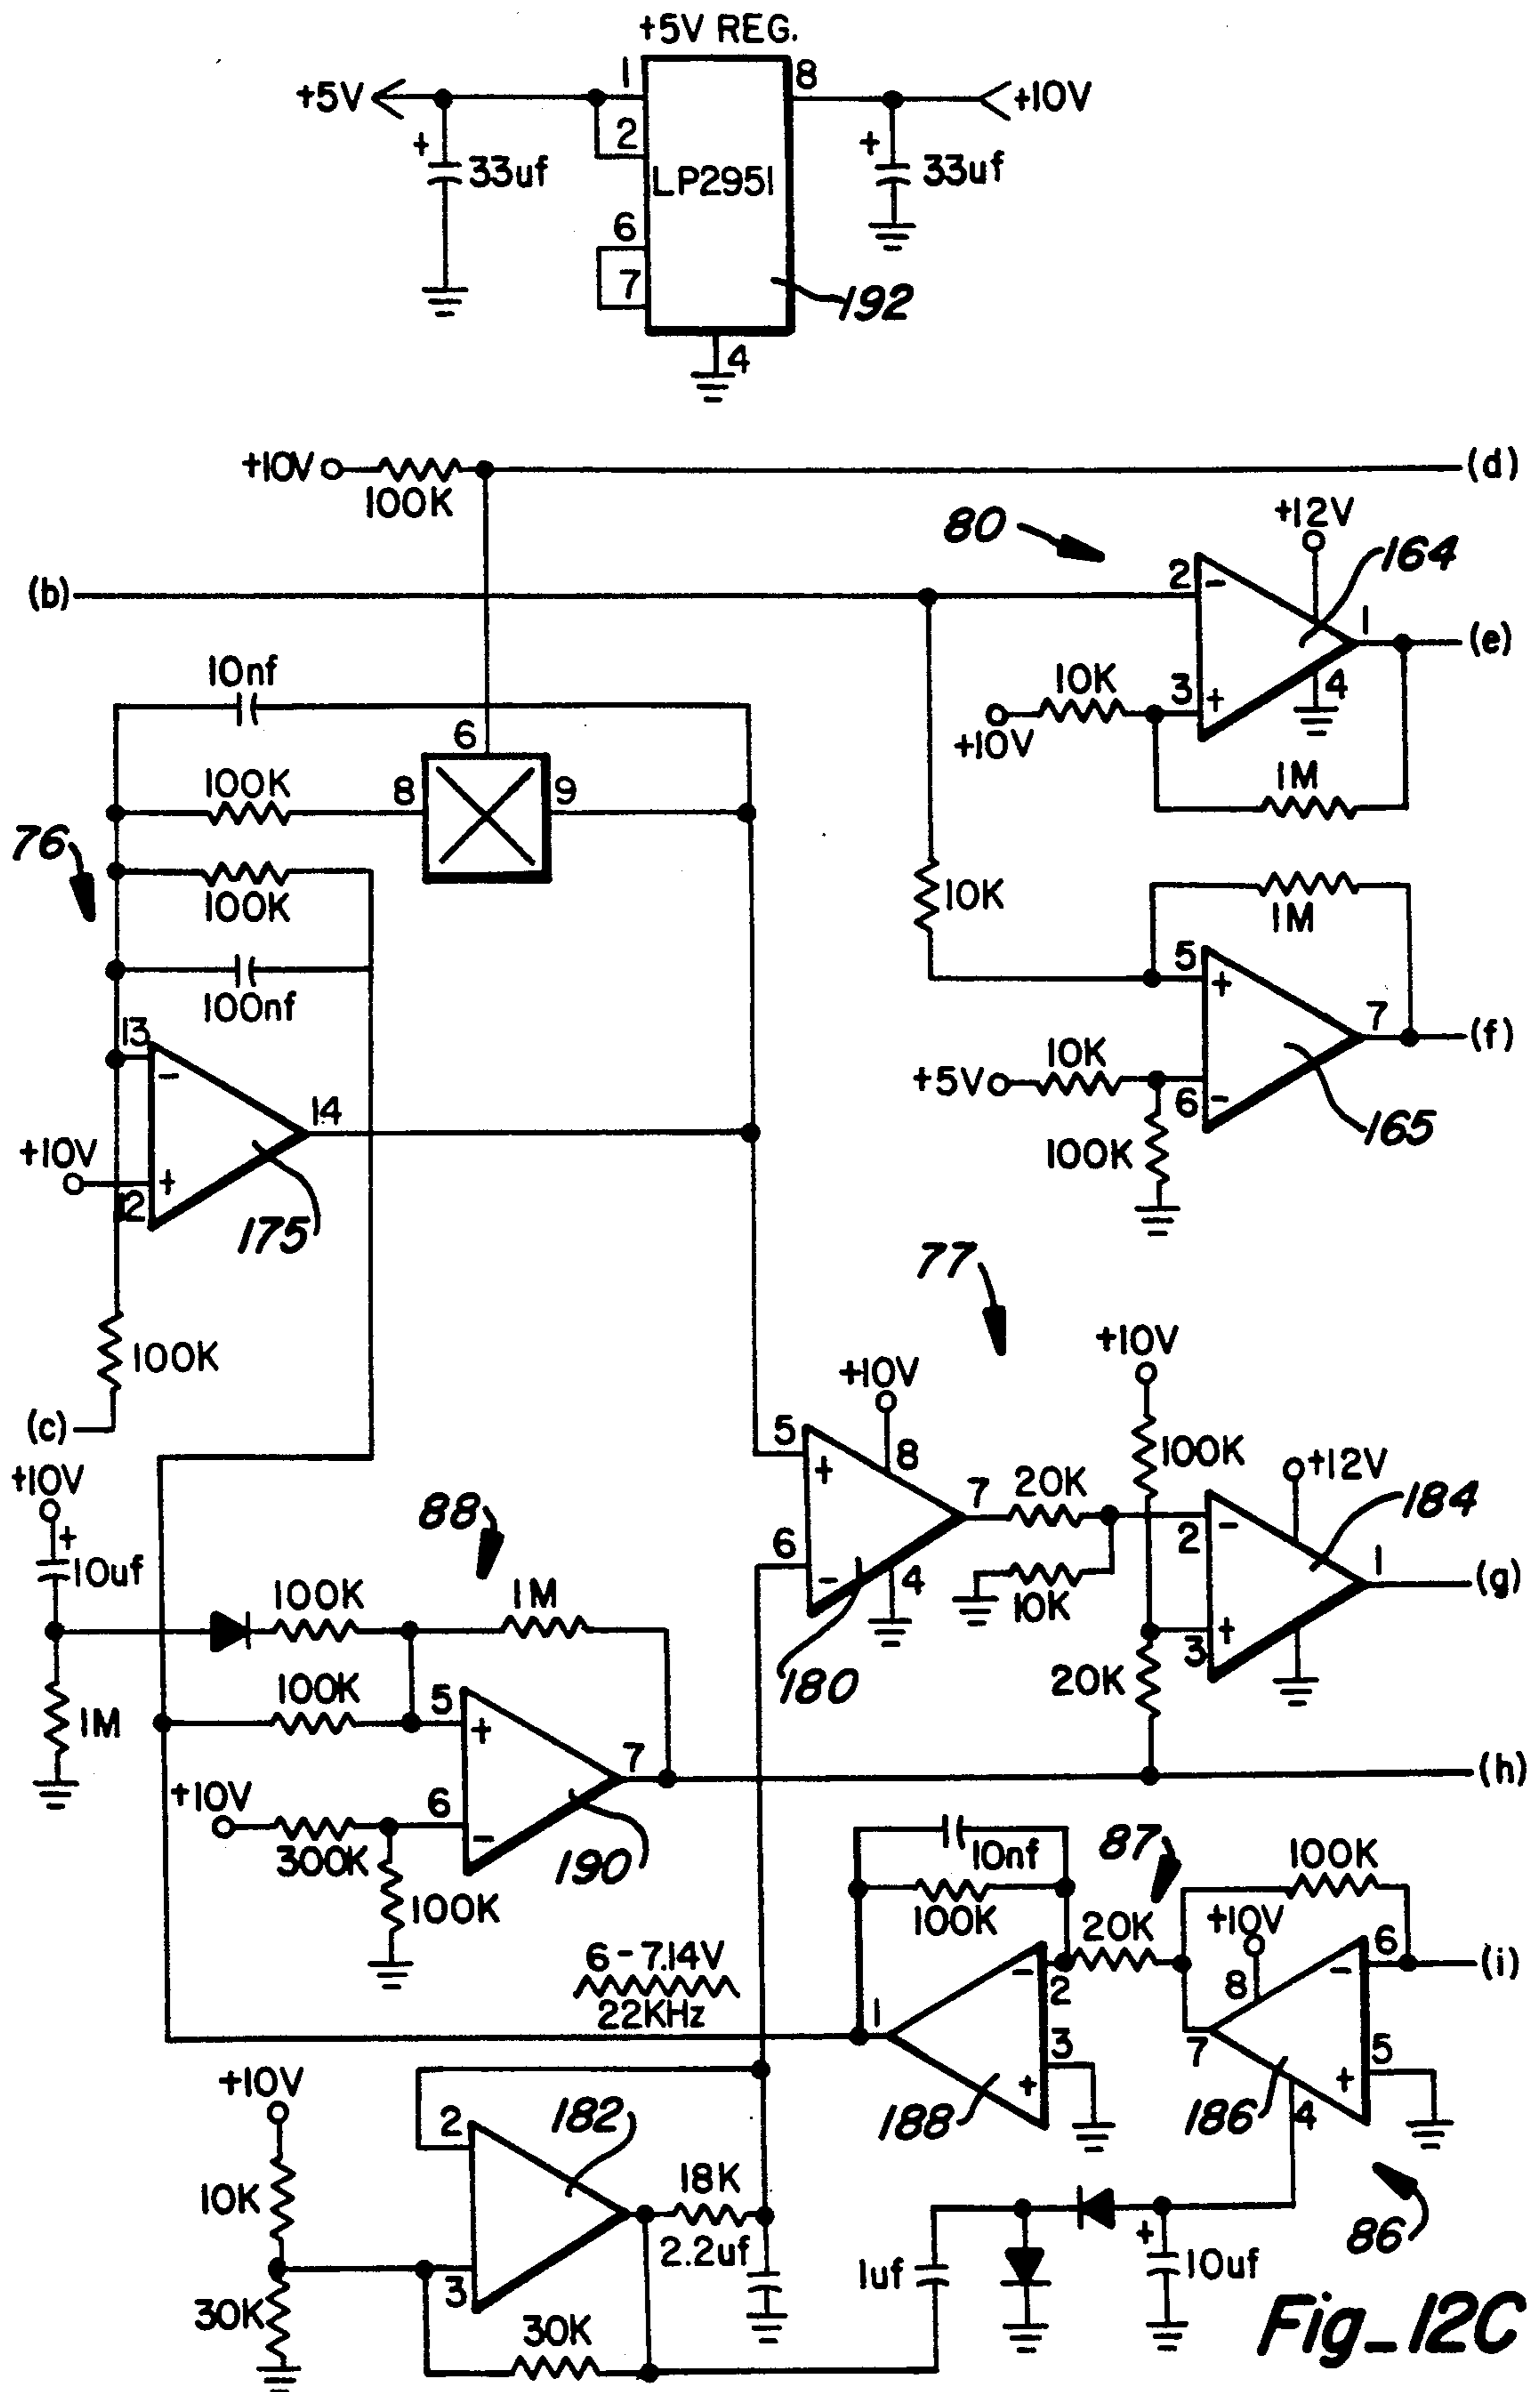 +5V REG.
+5V
1
8
+10V
+
33uf
2
LP2951
+
33uf
6
7
192
4
+10V
100K
(d)
80
+12V
164
(b)
2
-
1
(e)
10nf
10K
3
+
4
+10V
6
1M
100K
8
9
76
100K
10K
1M
100nf
5
+
13
-
7
(f)
14
10K
+5V
6
-
+10V
12
+
100K
165
175
77
+10V
100K
+10V
(c)
5
+
8
100K
+12V
+10V
88
7
20K
184
+
10uf
6
-
4
2
-
1
(g)
100K
1M
10K
3
+
180
20K
100K
5
+
1M
7
(h)
+10V
6
-
300K
190
10nf
87
100K
100K
100K
20K
+10V
6
-
(i)
6-7.14V
22KHz
-
2
8
1
3
+
7
5
+
+10V
2
182
188
186
4
10K
18K
86
3
2.2uf
1uf
+
10uf
30K
30K
Fig_12C